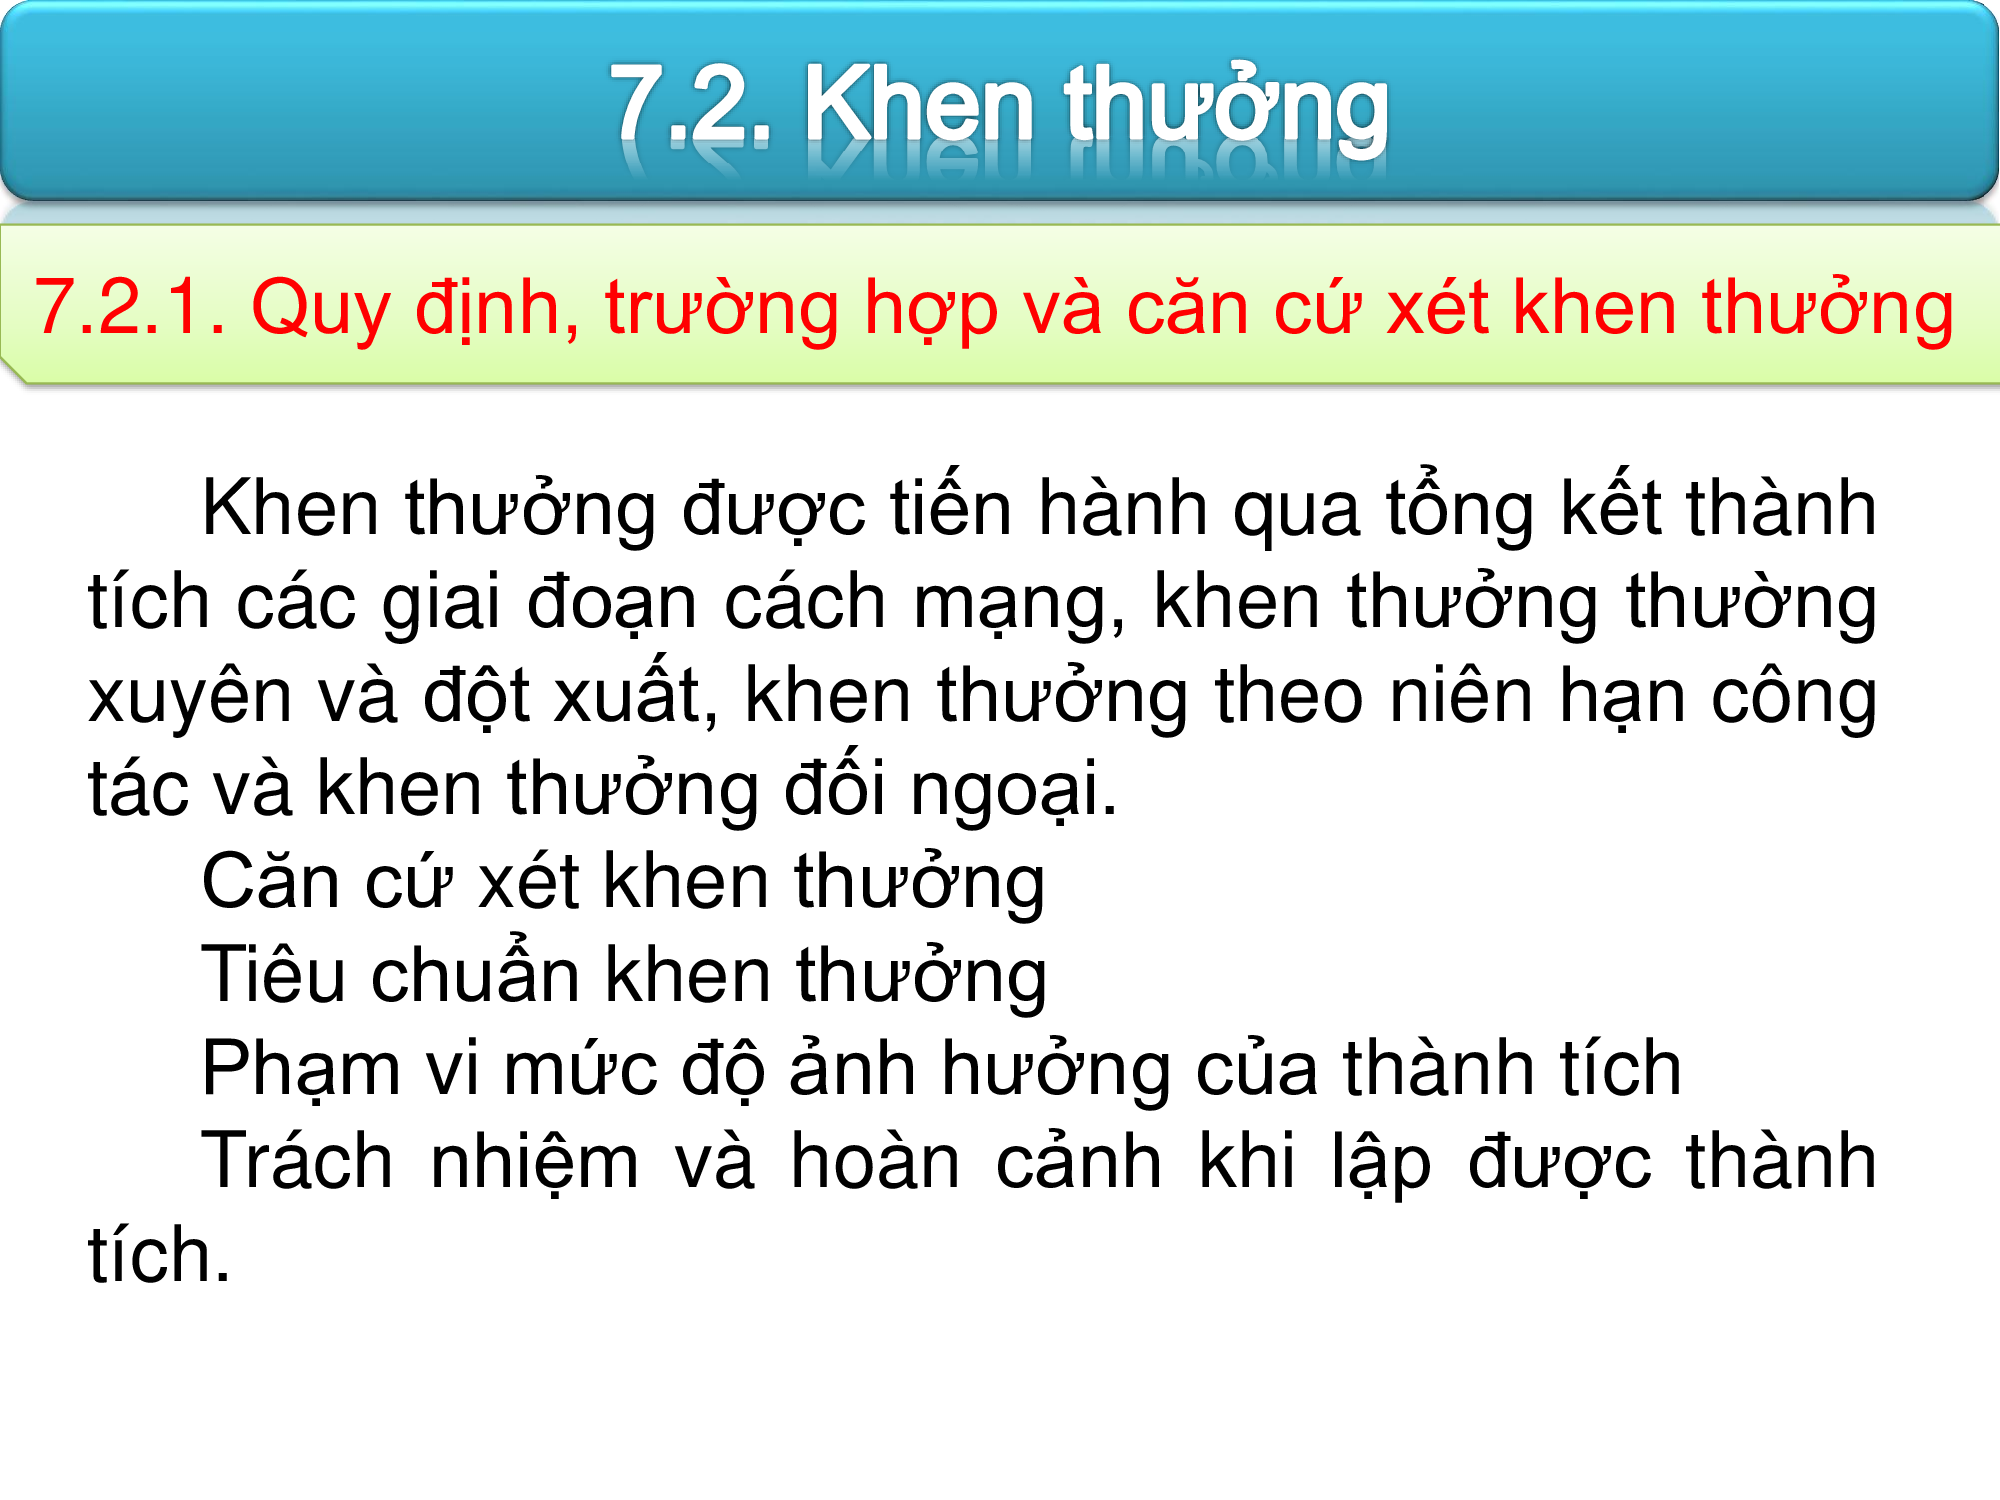 7.2. Khen thưởng
7.2.1. Quy định, trường hợp và căn cứ xét khen thưởng
Khen thưởng được tiến hành qua tổng kết thành
tích các giai đoạn cách mạng, khen thưởng thường
xuyên và đột xuất, khen thưởng theo niên hạn công
tác và khen thưởng đối ngoại.
Căn cứ xét khen thưởng
Tiêu chuẩn khen thưởng
Phạm vi mức độ ảnh hưởng của thành tích
Trách nhiệm và hoàn cảnh khi lập được thành
tích.